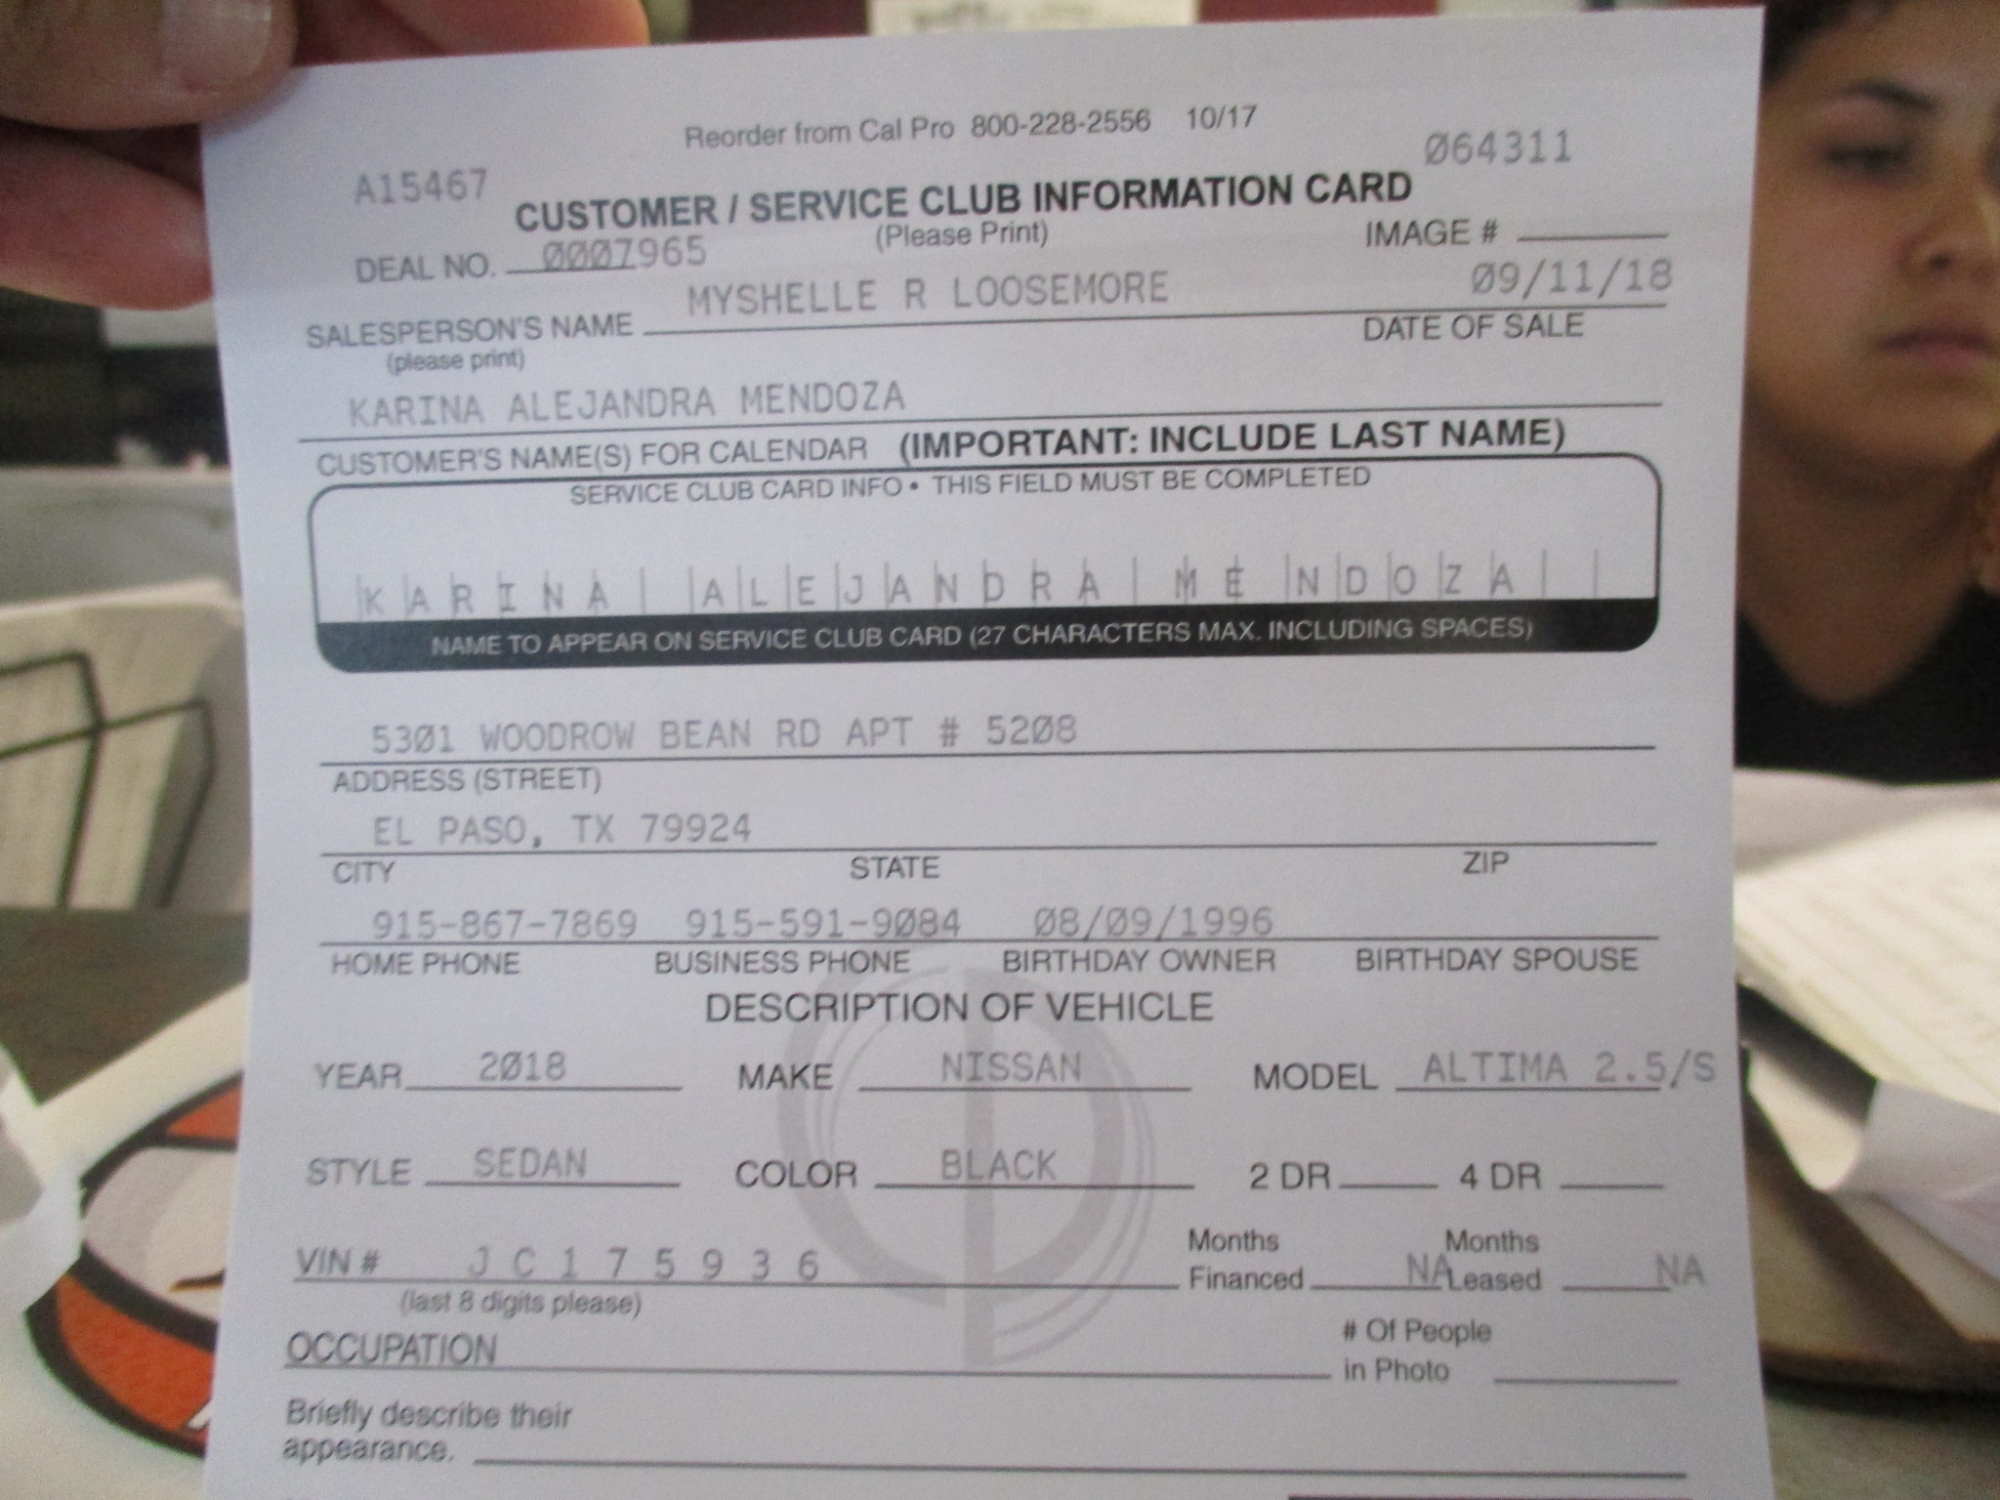 Reorder from Cal Pro 800-228-2556 10/17
A15467 Ø64311
CUSTOMER / SERVICE CLUB INFORMATION CARD
(Please Print)
DEAL NO. ØØØ7965 IMAGE #
SALESPERSON'S NAME MYSHELLE R LOOSEMORE Ø9/11/18
(please print) DATE OF SALE
KARINA ALEJANDRA MENDOZA
CUSTOMER'S NAME(S) FOR CALENDAR (IMPORTANT: INCLUDE LAST NAME)
SERVICE CLUB CARD INFO • THIS FIELD MUST BE COMPLETED
KARINA ALEJANDRA MENDOZA
NAME TO APPEAR ON SERVICE CLUB CARD (27 CHARACTERS MAX. INCLUDING SPACES)
53Ø1 WOODROW BEAN RD APT # 52Ø8
ADDRESS (STREET)
EL PASO, TX 79924
CITY STATE ZIP
915-867-7869 915-591-9Ø84 Ø8/Ø9/1996
HOME PHONE BUSINESS PHONE BIRTHDAY OWNER BIRTHDAY SPOUSE
DESCRIPTION OF VEHICLE
YEAR 2Ø18 MAKE NISSAN MODEL ALTIMA 2.5/S
STYLE SEDAN COLOR BLACK 2 DR 4 DR
VIN # J C 1 7 5 9 3 6 Months Financed NA Months Leased NA
(last 8 digits please)
OCCUPATION # Of People in Photo
Briefly describe their
appearance.